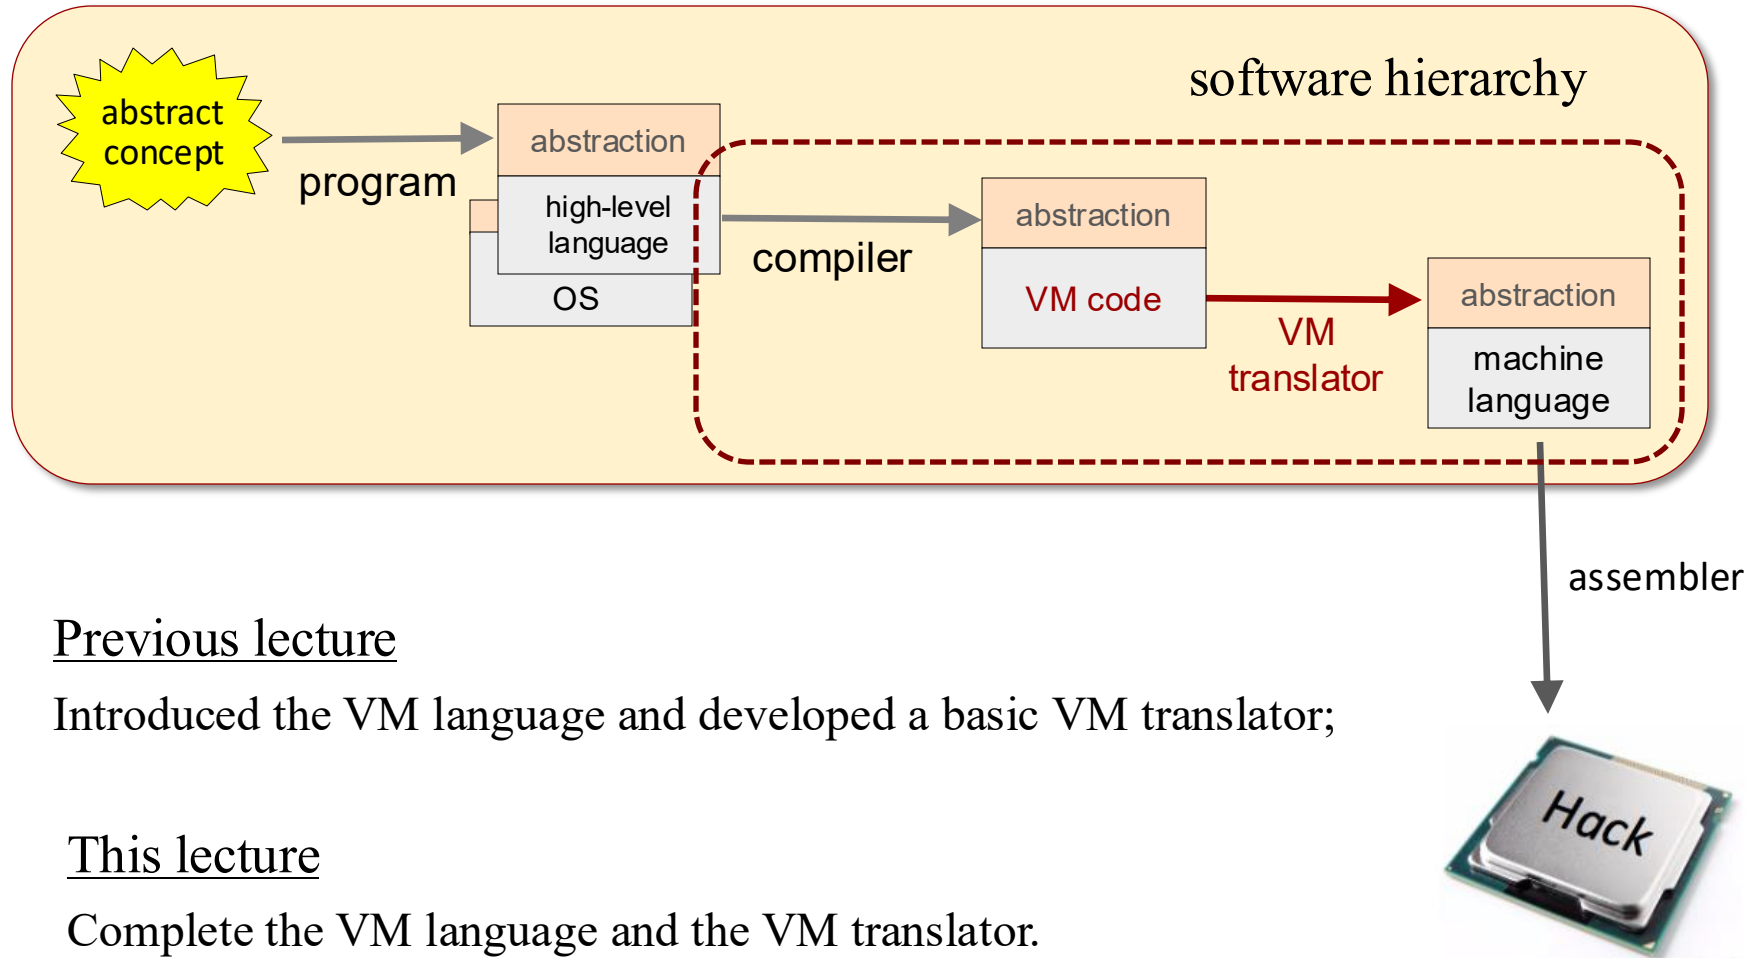 software hierarchy
abstract
concept
program
abstraction
high-level
language
OS
compiler
abstraction
VM code
VM
translator
abstraction
machine
language
assembler
Previous lecture
Introduced the VM language and developed a basic VM translator;
Hack
This lecture
Complete the VM language and the VM translator.